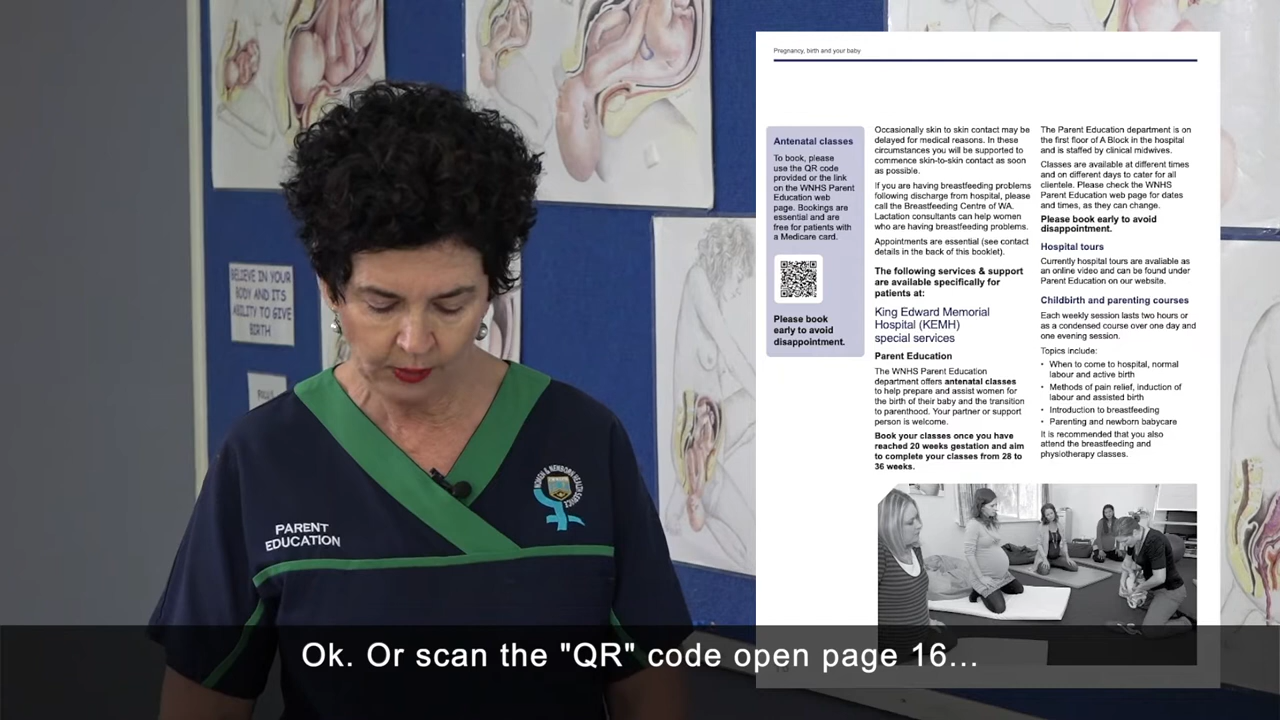 BELIEVE IN YOUR
BODY AND ITS
ABILITY TO GIVE
BIRTH
PARENT
EDUCATION
WOMEN & NEWBORN HEALTH SERVICE
Pregnancy, birth and your baby
Antenatal classes
To book, please
use the QR code
provided or the link
on the WNHS Parent
Education web
page. Bookings are
essential and are
free for patients with
a Medicare card.
Please book
early to avoid
disappointment.
Occasionally skin to skin contact may be
delayed for medical reasons. In these
circumstances you will be supported to
commence skin-to-skin contact as soon
as possible.
If you are having breastfeeding problems
following discharge from hospital, please
call the Breastfeeding Centre of WA.
Lactation consultants can help women
who are having breastfeeding problems.
Appointments are essential (see contact
details in the back of this booklet).
The following services & support
are available specifically for
patients at:
King Edward Memorial
Hospital (KEMH)
special services
Parent Education
The WNHS Parent Education
department offers antenatal classes
to help prepare and assist women for
the birth of their baby and the transition
to parenthood. Your partner or support
person is welcome.
Book your classes once you have
reached 20 weeks gestation and aim
to complete your classes from 28 to
36 weeks.
The Parent Education department is on
the first floor of A Block in the hospital
and is staffed by clinical midwives.
Classes are available at different times
and on different days to cater for all
clientele. Please check the WNHS
Parent Education web page for dates
and times, as they can change.
Please book early to avoid
disappointment.
Hospital tours
Currently hospital tours are available as
an online video and can be found under
Parent Education on our website.
Childbirth and parenting courses
Each weekly session lasts two hours or
as a condensed course over one day and
one evening session.
Topics include:
• When to come to hospital, normal
labour and active birth
• Methods of pain relief, induction of
labour and assisted birth
• Introduction to breastfeeding
• Parenting and newborn babycare
It is recommended that you also
attend the breastfeeding and
physiotherapy classes.
Ok. Or scan the "QR" code open page 16...